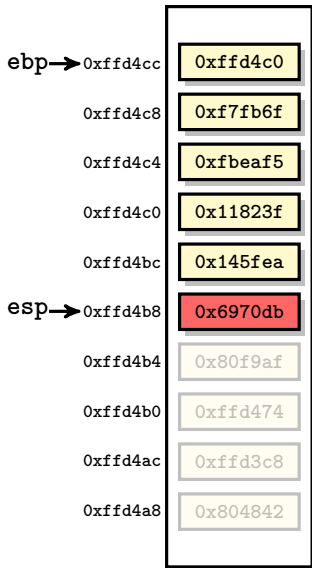 ebp 0xffd4cc 0xffd4c0
0xffd4c8 0xf7fb6f
0xffd4c4 0xfbeaf5
0xffd4c0 0x11823f
0xffd4bc 0x145fea
esp 0xffd4b8 0x6970db
0xffd4b4 0x80f9af
0xffd4b0 0xffd474
0xffd4ac 0xffd3c8
0xffd4a8 0x804842